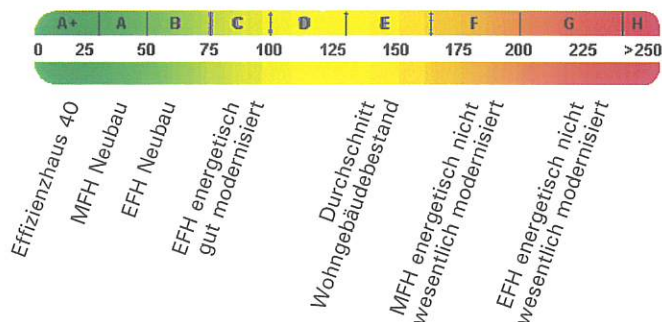 A+ A B C D E F G H
0 25 50 75 100 125 150 175 200 225 >250
Effizienzhaus 40
MFH Neubau
EFH Neubau
EFH energetisch
gut modernisiert
Durchschnitt
Wohngebäudebestand
MFH energetisch nicht
wesentlich modernisiert
EFH energetisch nicht
wesentlich modernisiert